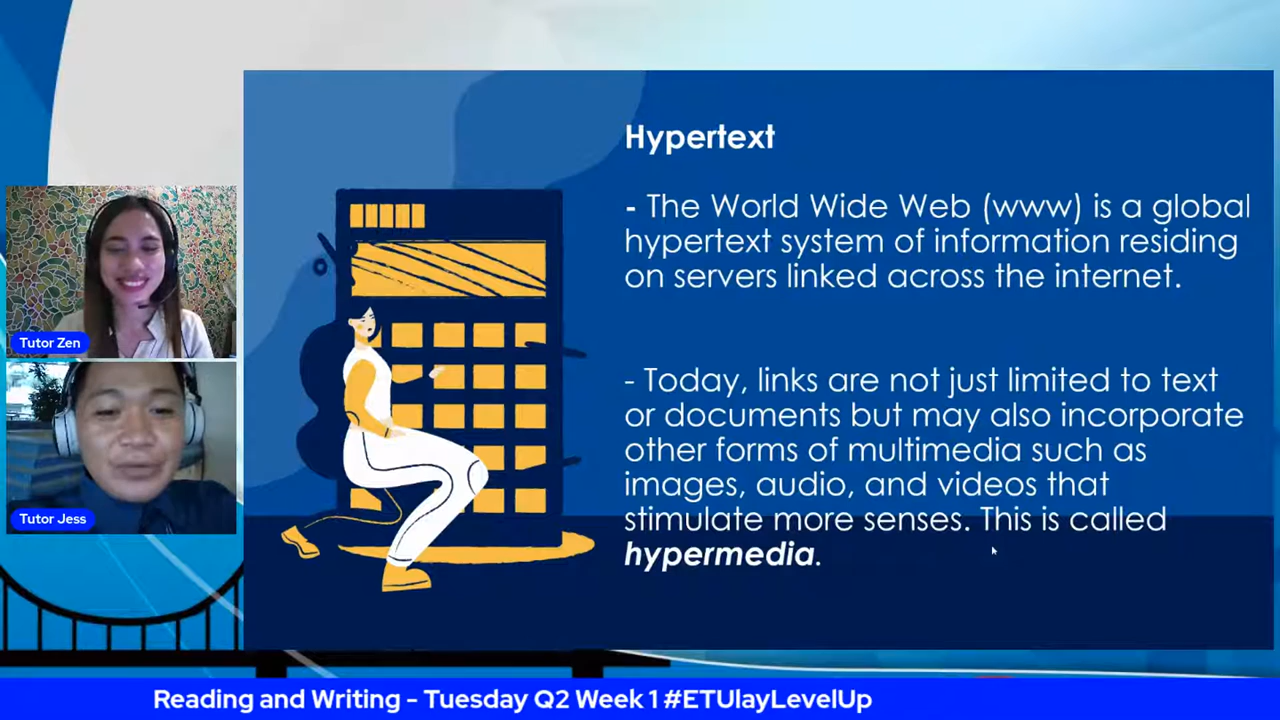 Hypertext
- The World Wide Web (www) is a global
hypertext system of information residing
on servers linked across the internet.
- Today, links are not just limited to text
or documents but may also incorporate
other forms of multimedia such as
images, audio, and videos that
stimulate more senses. This is called
hypermedia.
Tutor Zen
Tutor Jess
Reading and Writing - Tuesday Q2 Week 1 #ETUlayLevelUp